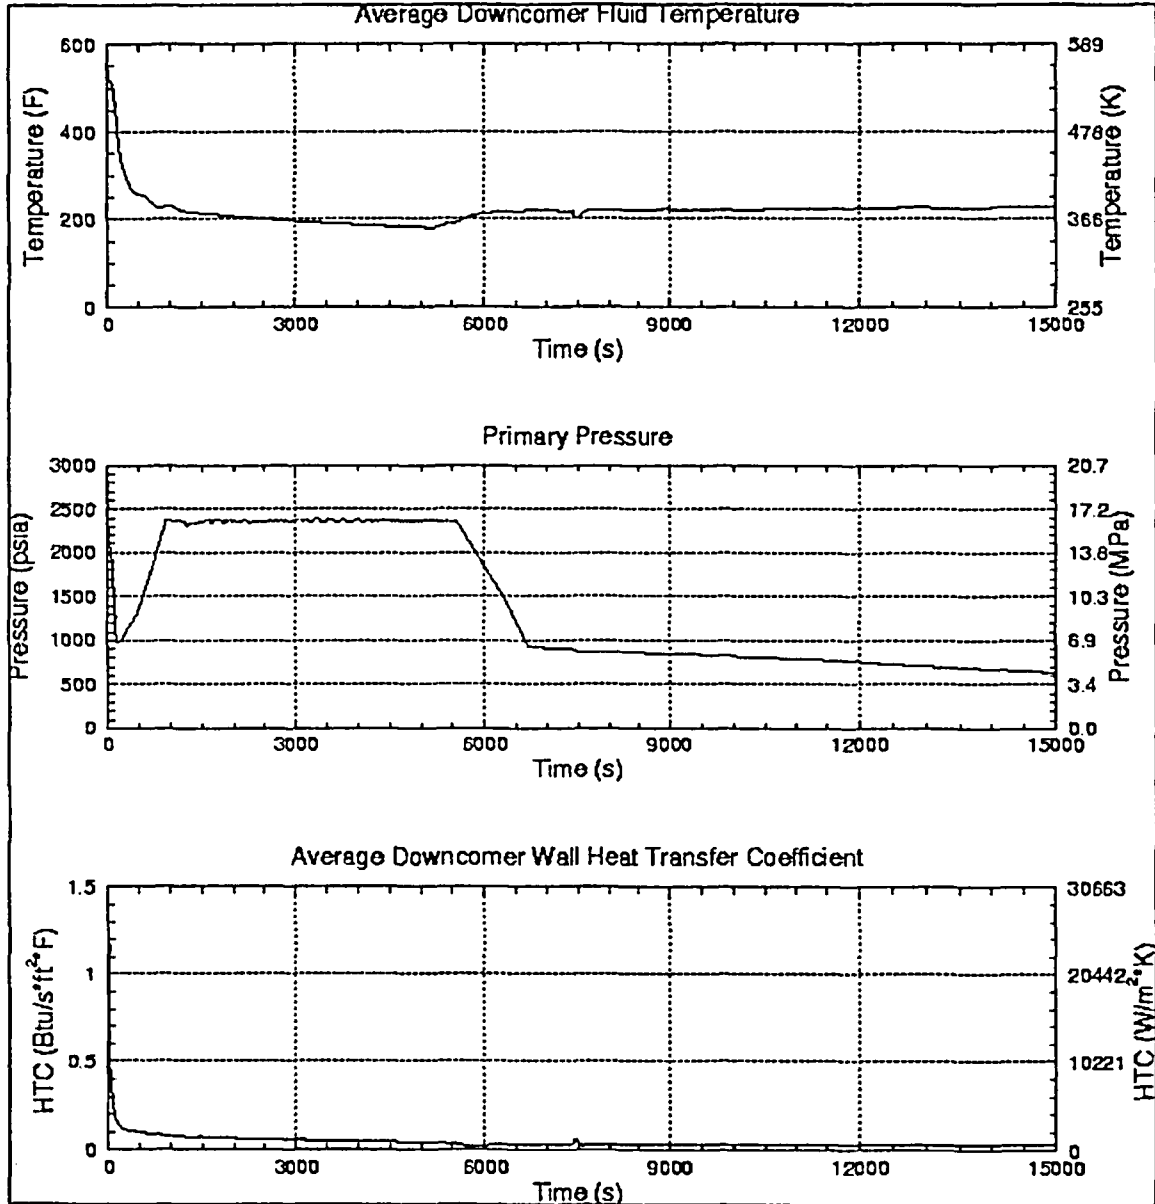 Average Downcomer Fluid Temperature
600 589
400 478
200 366
0 255
Temperature (F)
Temperature (K)
0 3000 6000 9000 12000 15000
Time (s)
Primary Pressure
3000 20.7
2500 17.2
2000 13.8
1500 10.3
1000 6.9
500 3.4
0 0.0
Pressure (psia)
Pressure (MPa)
0 3000 6000 9000 12000 15000
Time (s)
Average Downcomer Wall Heat Transfer Coefficient
1.5 30663
1 20442
0.5 10221
0 0
HTC (Btu/s*ft²*F)
HTC (W/m²*K)
0 3000 6000 9000 12000 15000
Time (s)